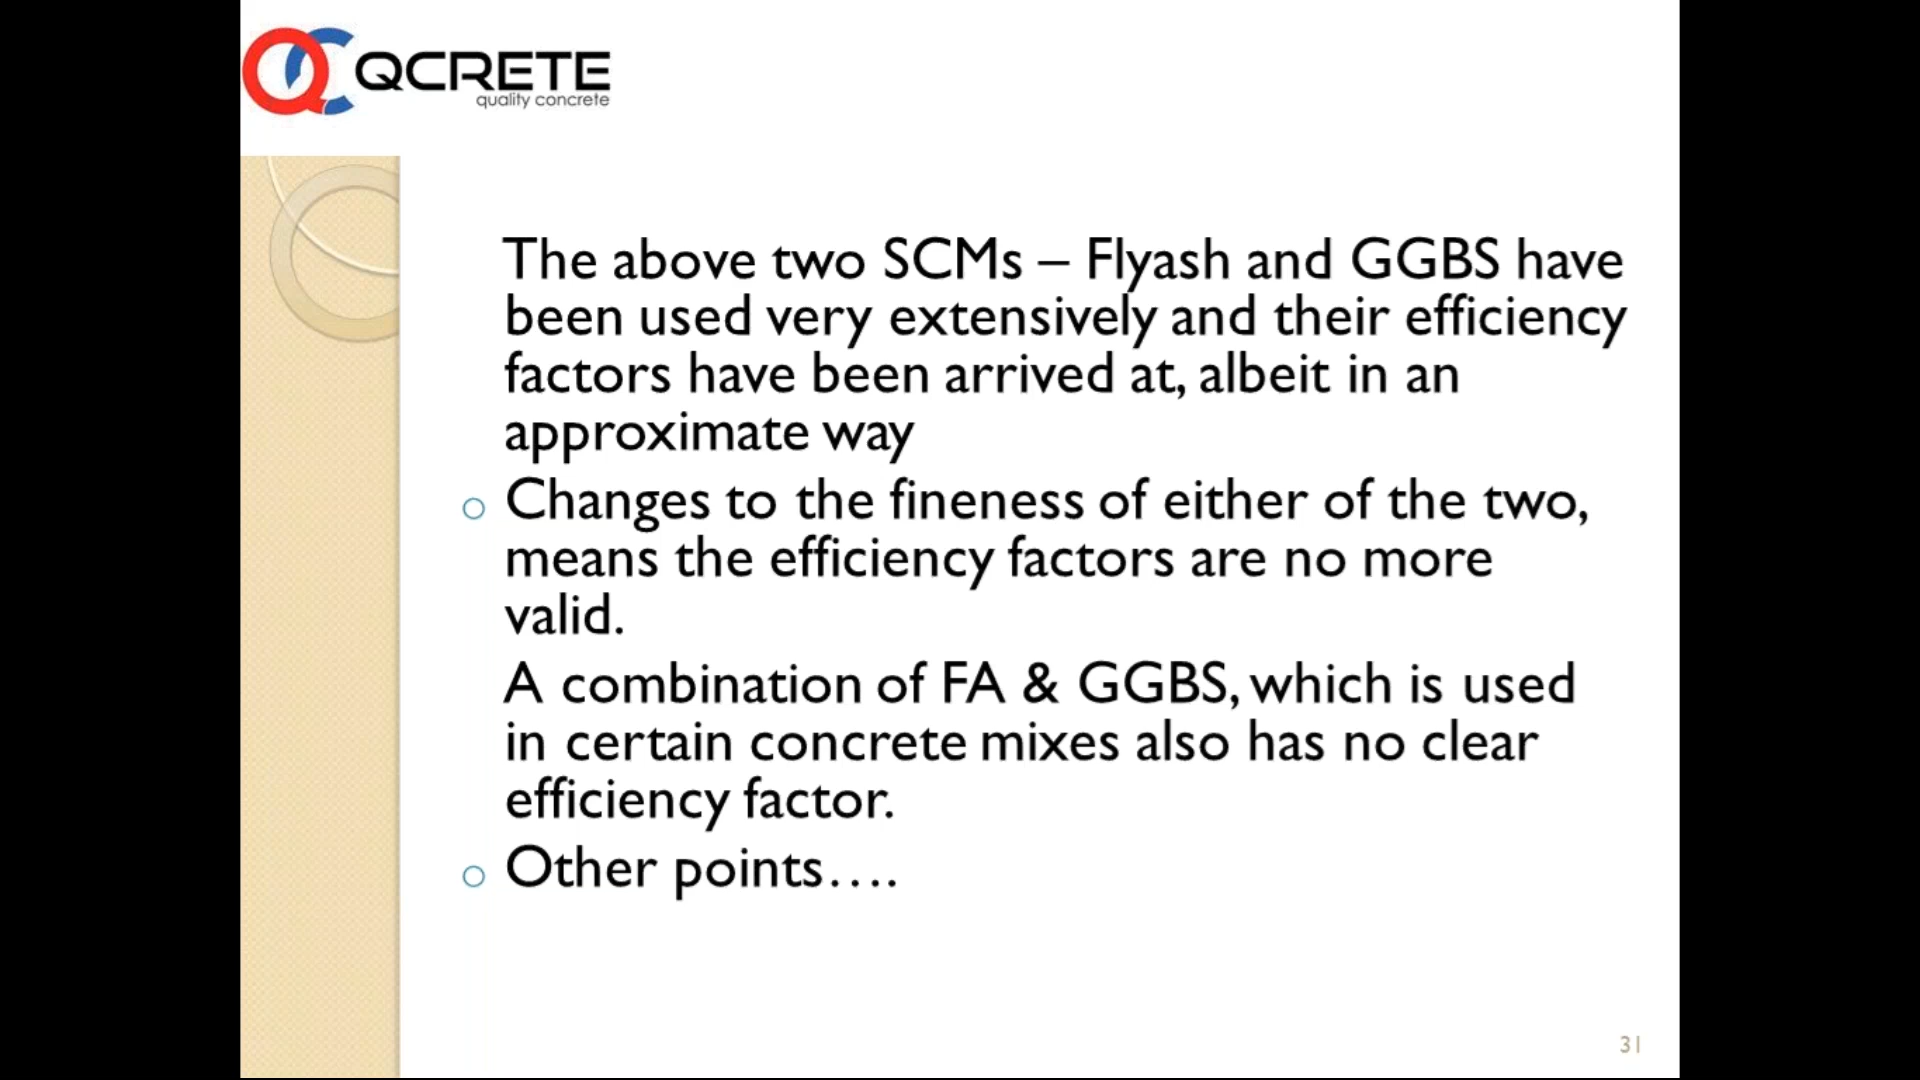 QCRETE
quality concrete
The above two SCMs – Flyash and GGBS have
been used very extensively and their efficiency
factors have been arrived at, albeit in an
approximate way
Changes to the fineness of either of the two,
means the efficiency factors are no more
valid.
A combination of FA & GGBS, which is used
in certain concrete mixes also has no clear
efficiency factor.
Other points….
31